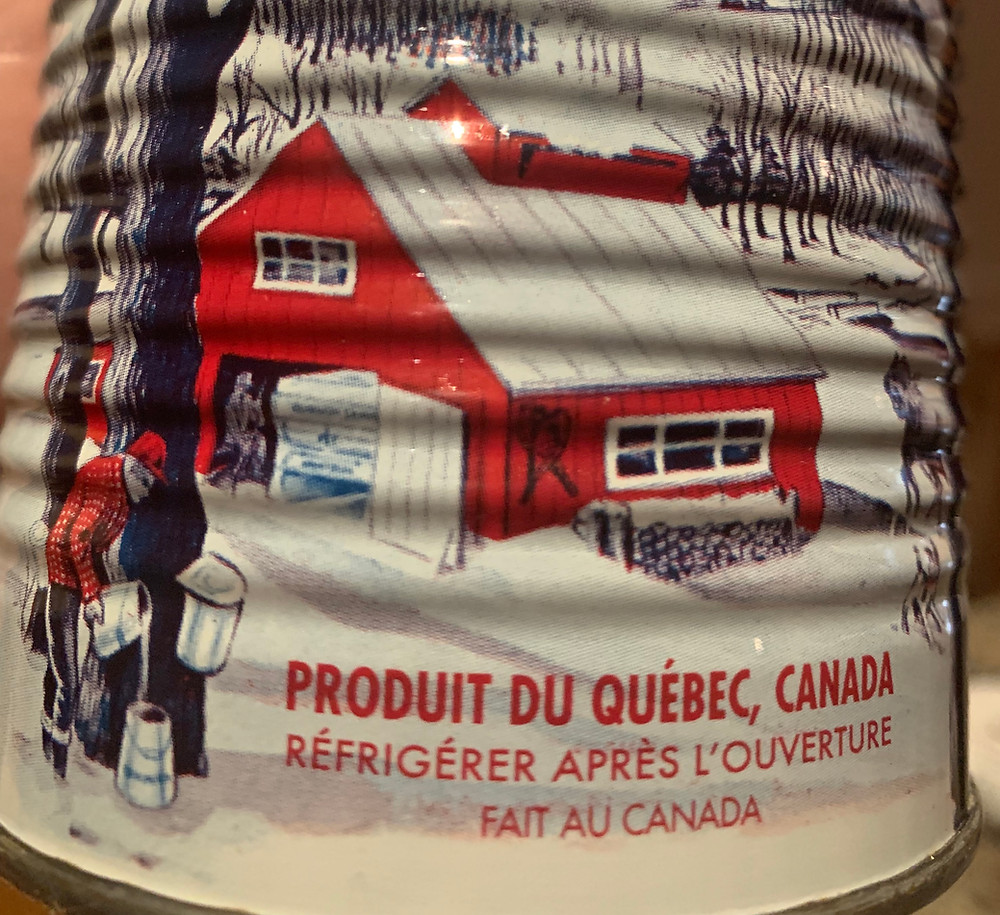 PRODUIT DU QUÉBEC, CANADA
RÉFRIGÉRER APRÈS L'OUVERTURE
FAIT AU CANADA